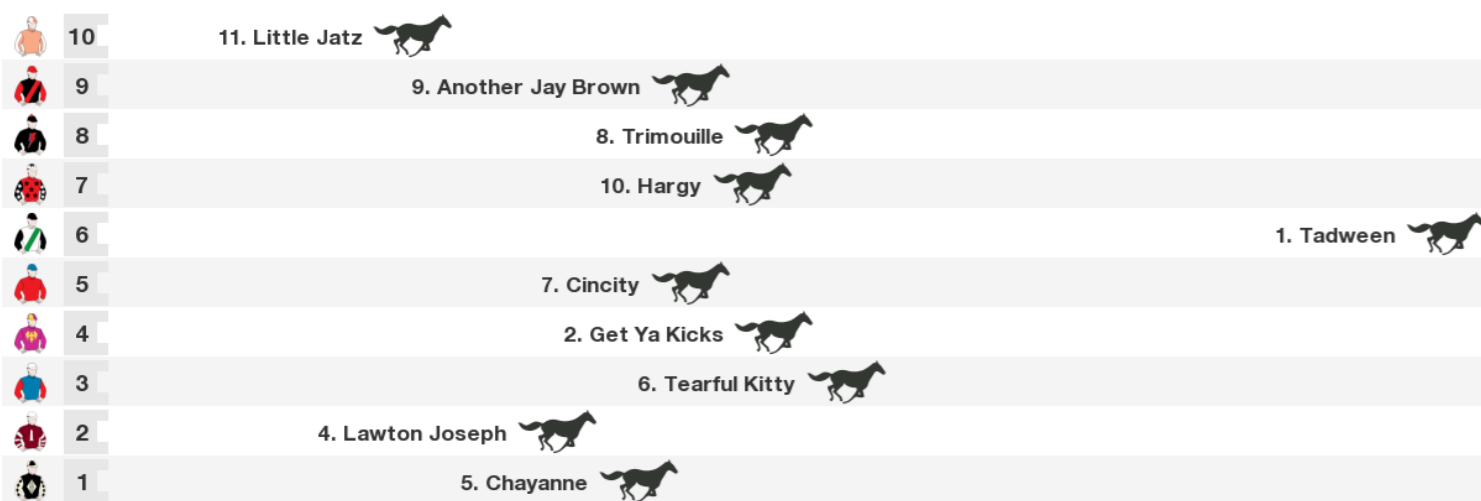 10 11. Little Jatz
9 9. Another Jay Brown
8 8. Trimouille
7 10. Hargy
6 1. Tadween
5 7. Cincity
4 2. Get Ya Kicks
3 6. Tearful Kitty
2 4. Lawton Joseph
1 5. Chayanne